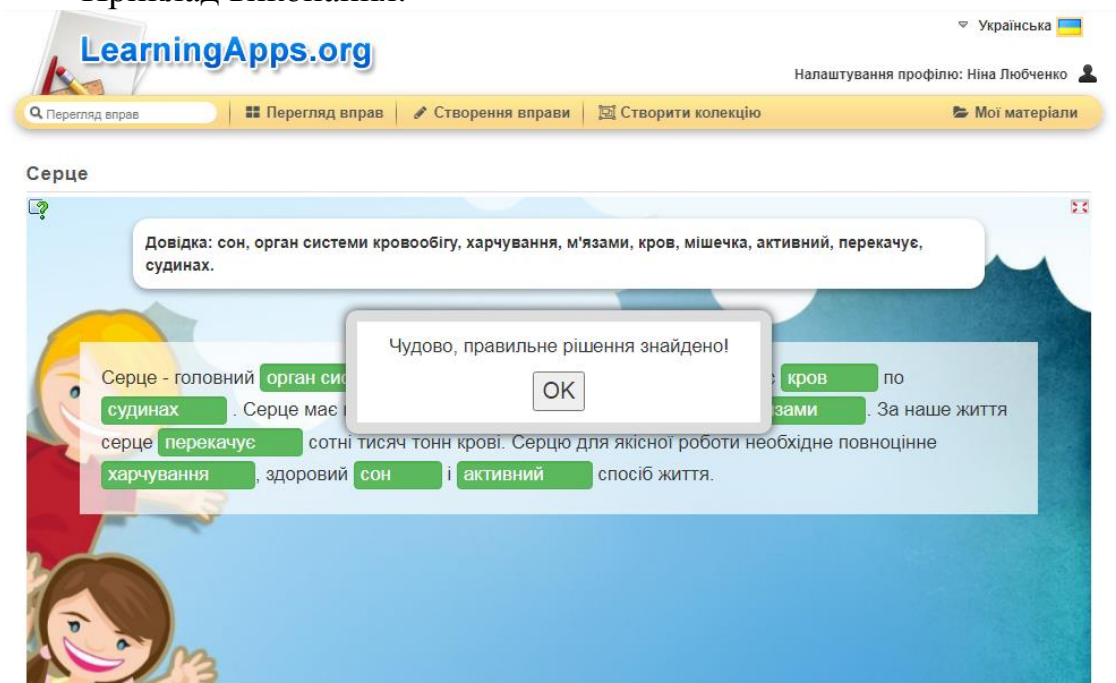 LearningApps.org
Українська
Налаштування профілю: Ніна Любченко
Перегляд вправ
Перегляд вправ
Створення вправи
Створити колекцію
Мої матеріали
Серце
Довідка: сон, орган системи кровообігу, харчування, м'язами, кров, мішечка, активний, перекачує,
судинах.
Чудово, правильне рішення знайдено!
OK
Серце - головний орган кров по
судинах . Серце має . За наше життя
серце перекачує сотні тисяч тонн крові. Серцю для якісної роботи необхідне повноцінне
харчування , здоровий сон і активний спосіб життя.